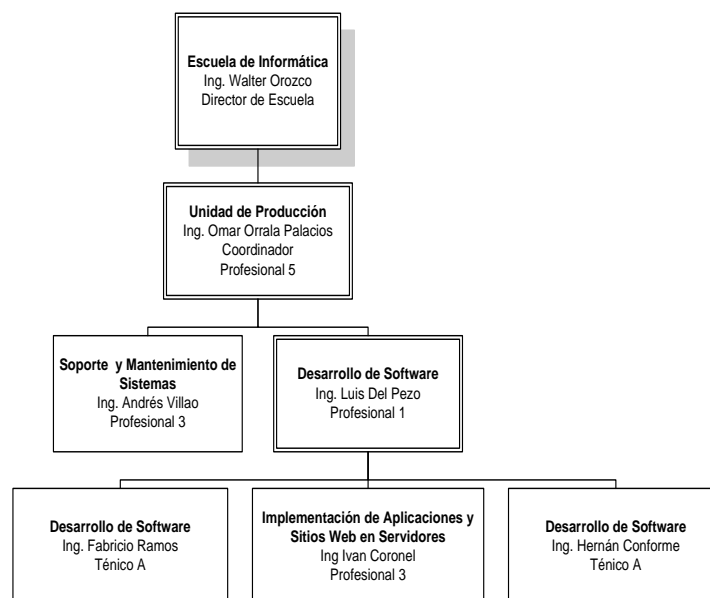 Escuela de Informática
Ing. Walter Orozco
Director de Escuela
Unidad de Producción
Ing. Omar Orrala Palacios
Coordinador
Profesional 5
Soporte y Mantenimiento de
Sistemas
Ing. Andrés Villao
Profesional 3
Desarrollo de Software
Ing. Luis Del Pezo
Profesional 1
Desarrollo de Software
Ing. Fabricio Ramos
Ténico A
Implementación de Aplicaciones y
Sitios Web en Servidores
Ing Ivan Coronel
Profesional 3
Desarrollo de Software
Ing. Hernán Conforme
Ténico A